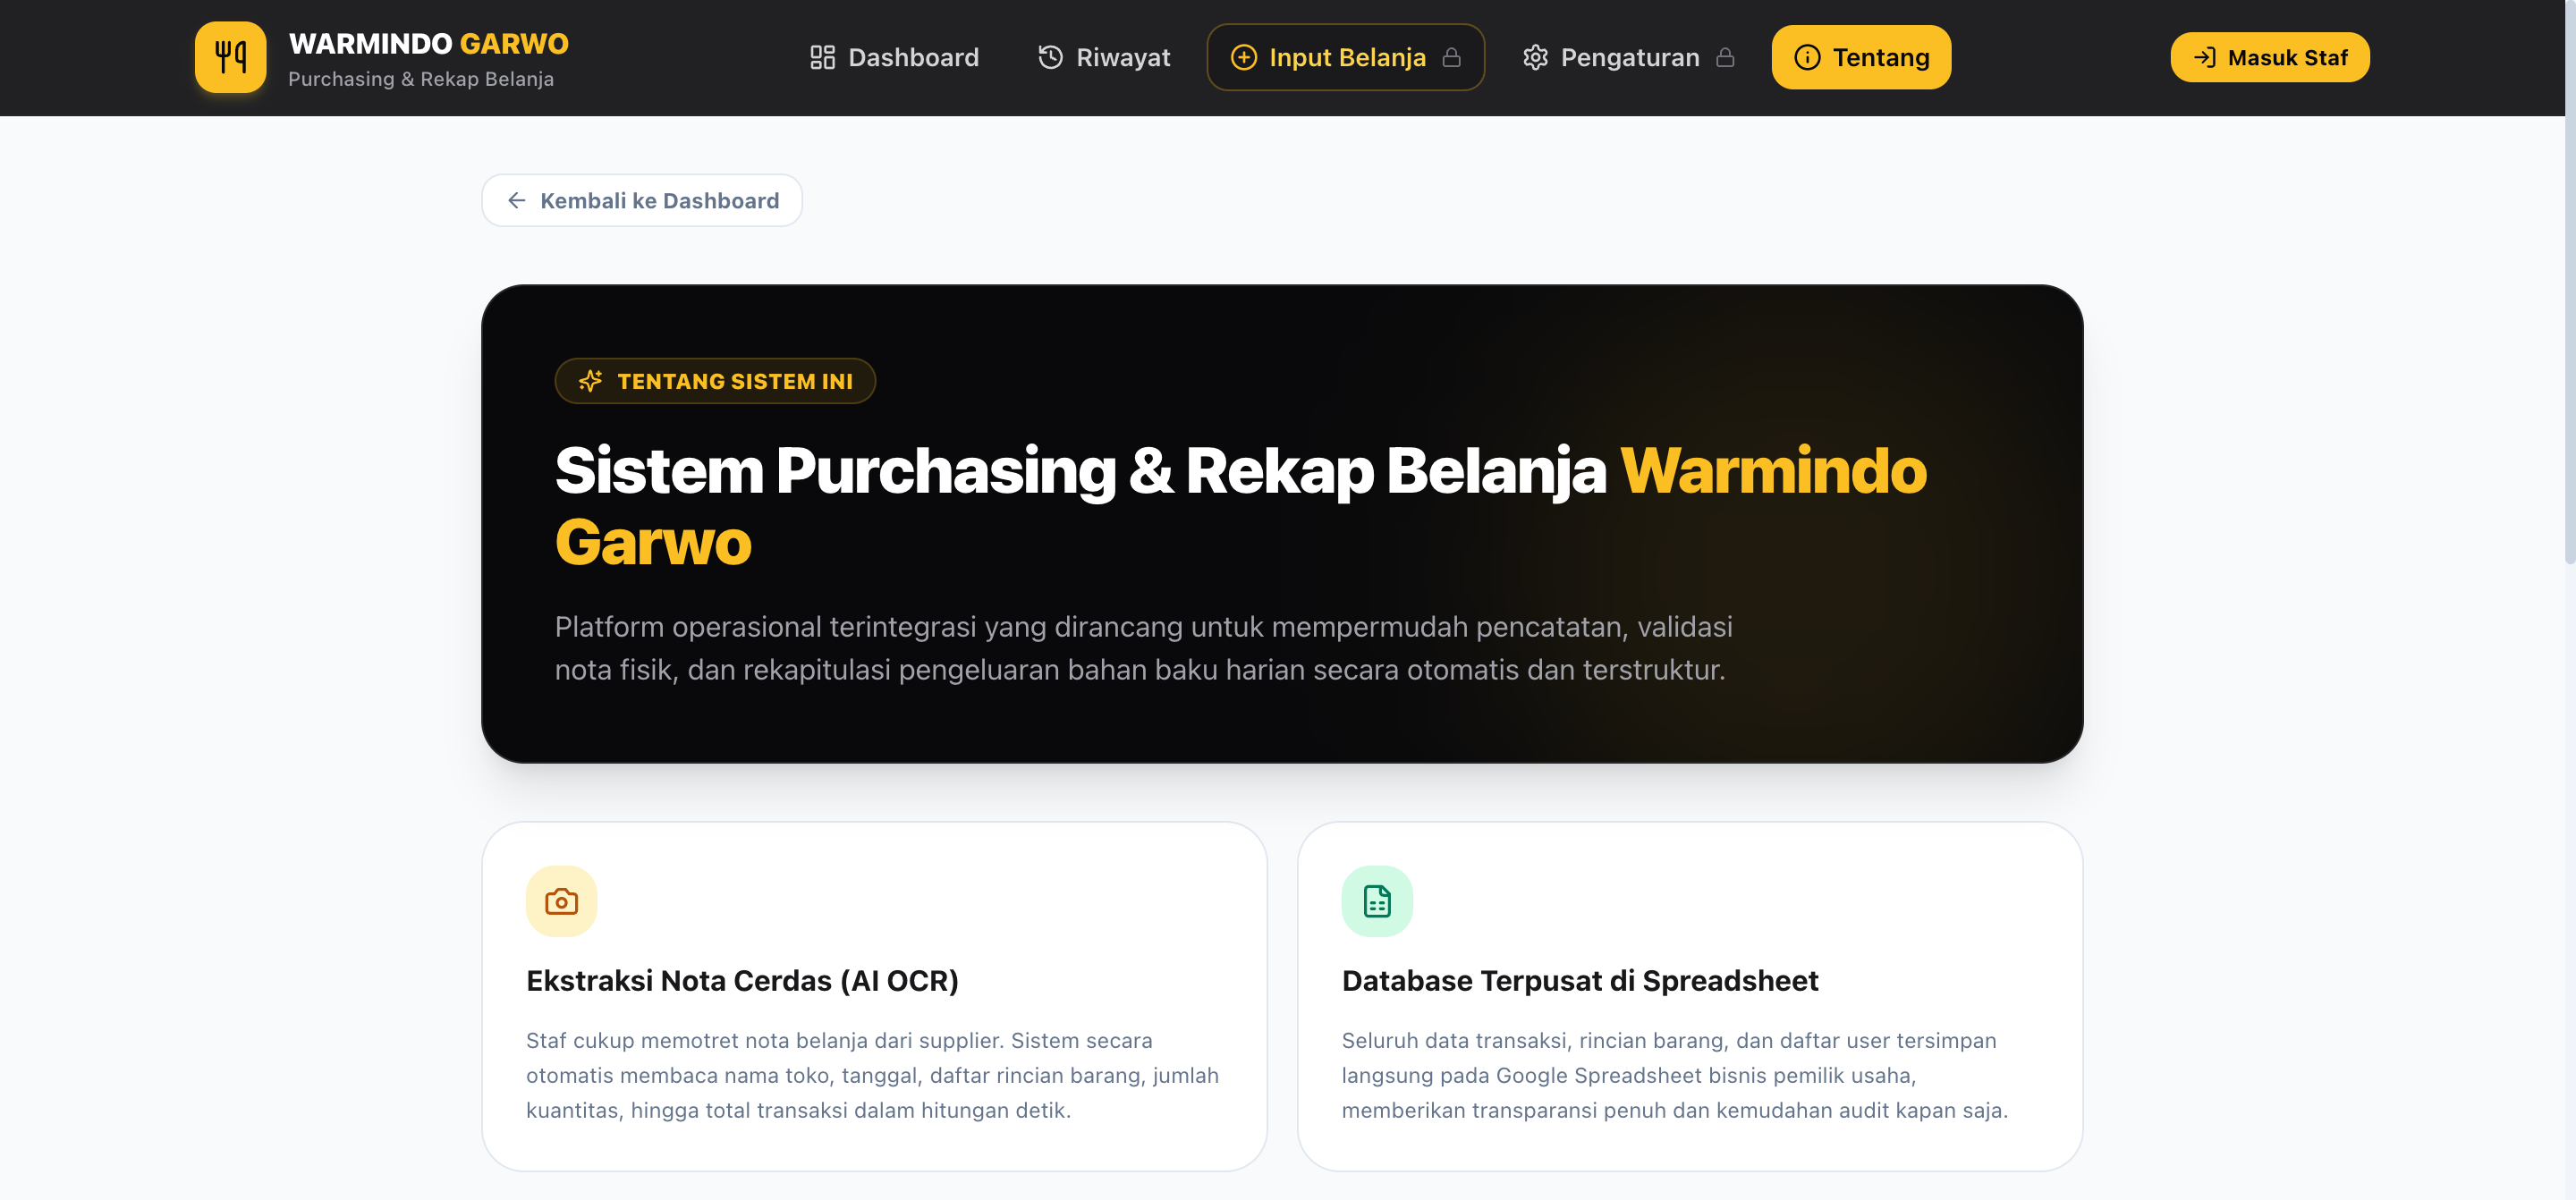 WARMINDO GARWO
Purchasing & Rekap Belanja
Dashboard
Riwayat
Input Belanja
Pengaturan
Tentang
Masuk Staf
Kembali ke Dashboard
TENTANG SISTEM INI
Sistem Purchasing & Rekap Belanja Warmindo
Garwo
Platform operasional terintegrasi yang dirancang untuk mempermudah pencatatan, validasi
nota fisik, dan rekapitulasi pengeluaran bahan baku harian secara otomatis dan terstruktur.
Ekstraksi Nota Cerdas (AI OCR)
Staf cukup memotret nota belanja dari supplier. Sistem secara
otomatis membaca nama toko, tanggal, daftar rincian barang, jumlah
kuantitas, hingga total transaksi dalam hitungan detik.
Database Terpusat di Spreadsheet
Seluruh data transaksi, rincian barang, dan daftar user tersimpan
langsung pada Google Spreadsheet bisnis pemilik usaha,
memberikan transparansi penuh dan kemudahan audit kapan saja.